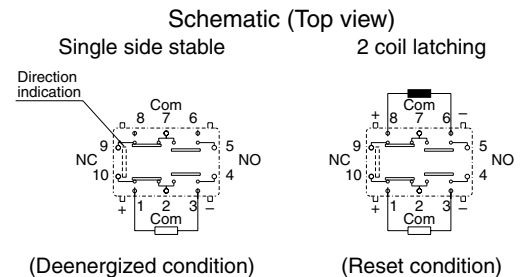 Schematic (Top view)
Single side stable
2 coil latching
Direction
indication
Com
8 7 6
9
5
NC
NO
10
4
+ 1 2 3 –
Com
Com
+ 8 7 6 –
9
5
NC
NO
10
4
+ 1 2 3 –
Com
(Deenergized condition)
(Reset condition)